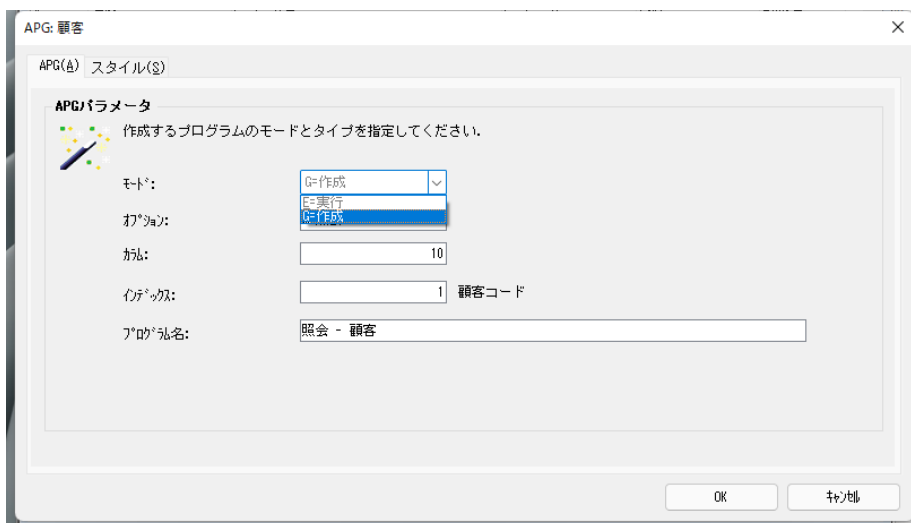 APG: 顧客
APG(A) スタイル(S)
APGパラメータ
作成するプログラムのモードとタイプを指定してください.
ﾓｰﾄﾞ: G=作成
E=実行
G=作成
ｵﾌﾟｼｮﾝ:
ｶﾗﾑ: 10
ｲﾝﾃﾞｯｸｽ: 1 顧客コード
ﾌﾟﾛｸﾞﾗﾑ名: 照会 - 顧客
OK ｷｬﾝｾﾙ